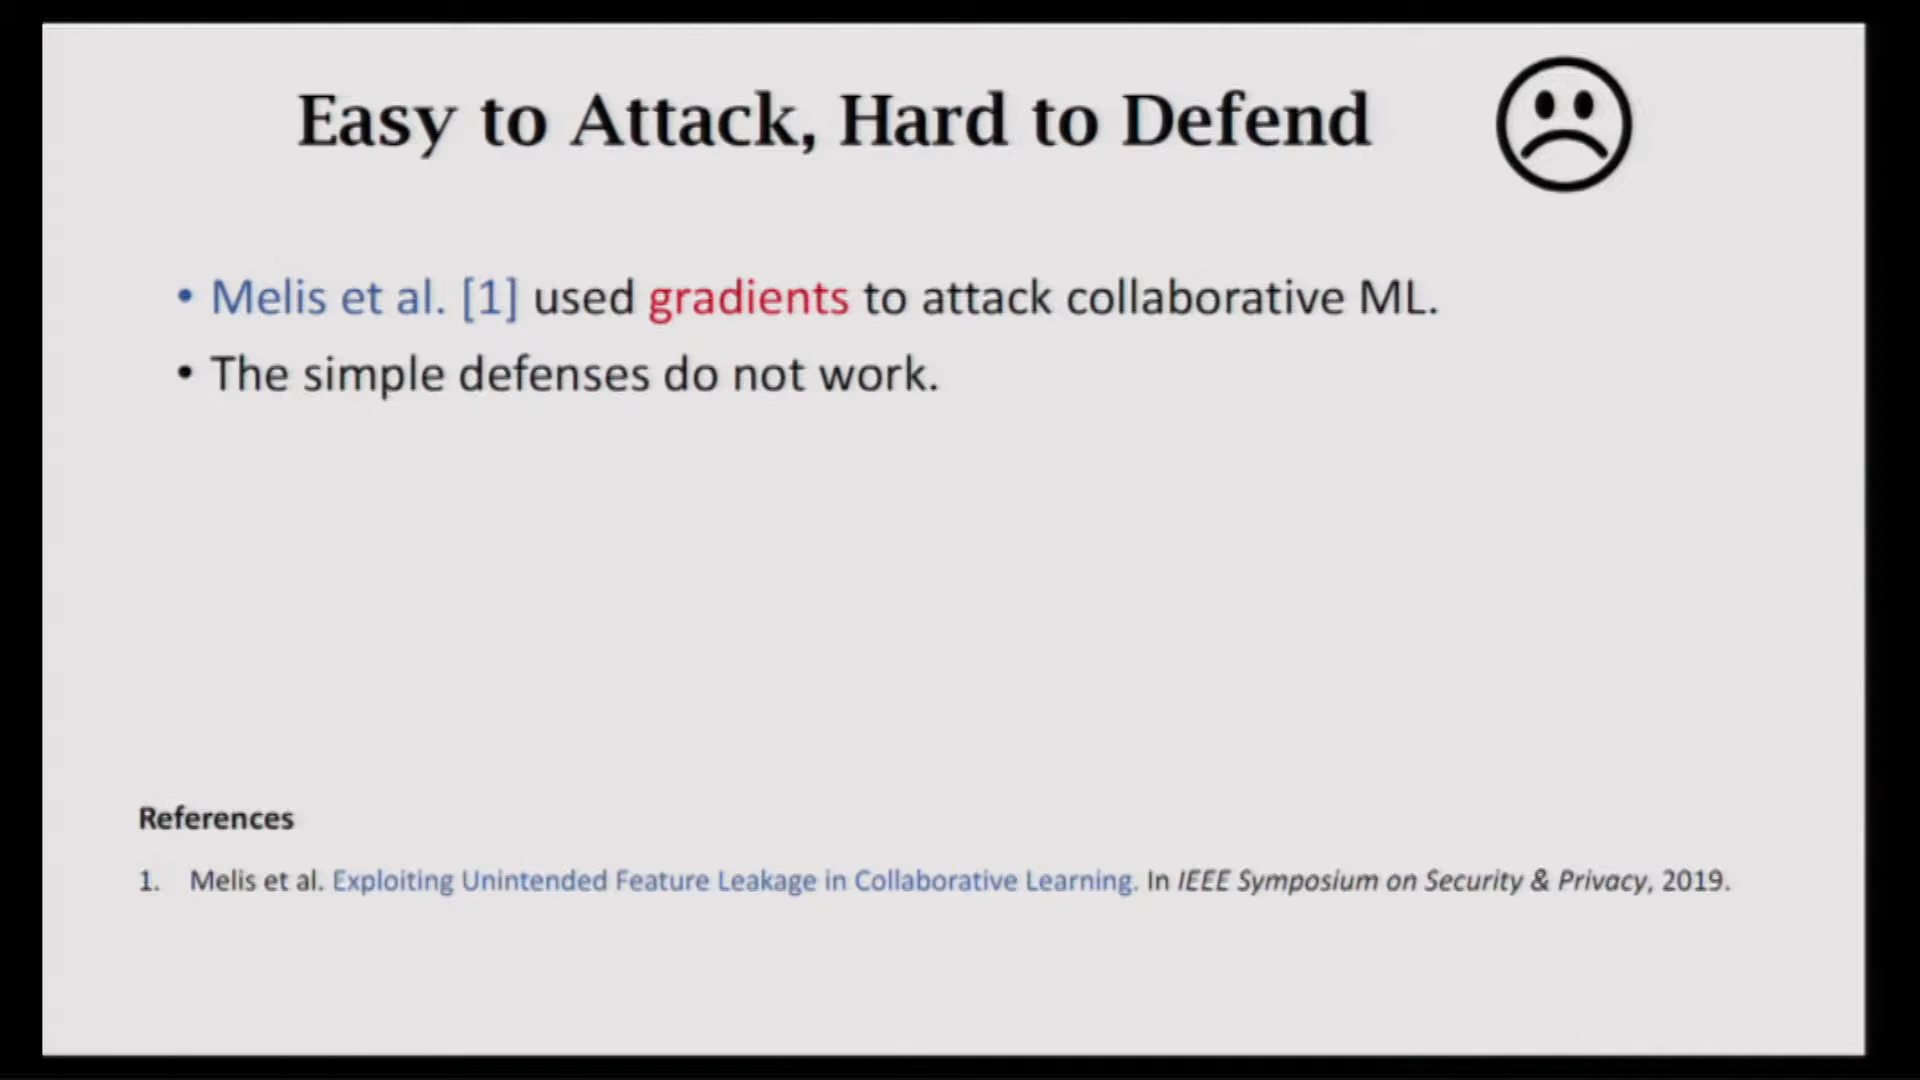 Easy to Attack, Hard to Defend
• Melis et al. [1] used gradients to attack collaborative ML.
• The simple defenses do not work.
References
1. Melis et al. Exploiting Unintended Feature Leakage in Collaborative Learning. In IEEE Symposium on Security & Privacy, 2019.